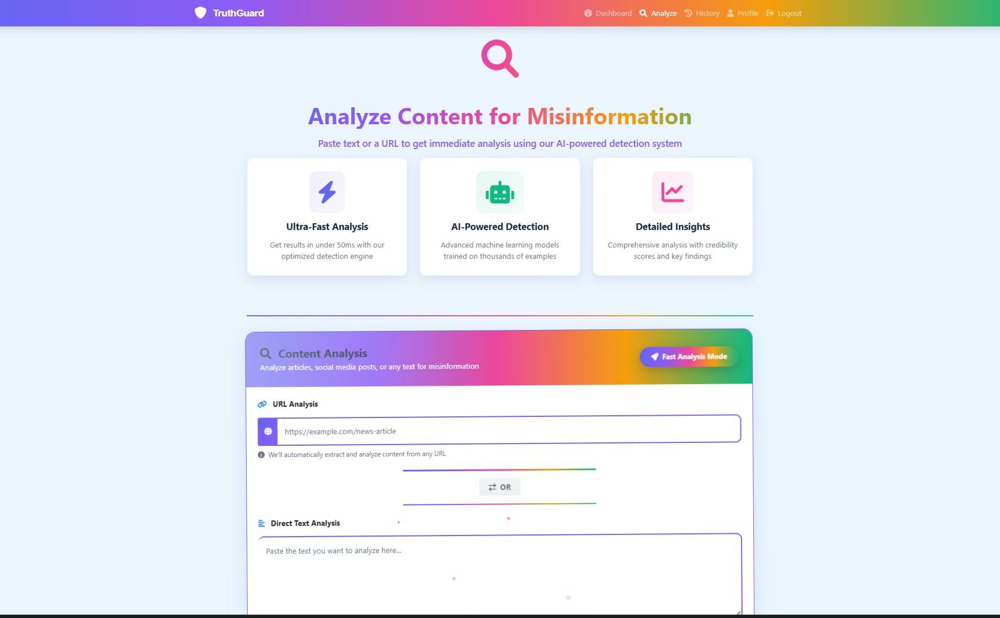 TruthGuard
Dashboard Analyze History Profile Logout
Analyze Content for Misinformation
Paste text or a URL to get immediate analysis using our AI-powered detection system
Ultra-Fast Analysis
Get results in under 50ms with our
optimized detection engine
AI-Powered Detection
Advanced machine learning models
trained on thousands of examples
Detailed Insights
Comprehensive analysis with credibility
scores and key findings
Content Analysis
Analyze articles, social media posts, or any text for misinformation
Fast Analysis Mode
URL Analysis
https://example.com/news-article
We'll automatically extract and analyze content from any URL
OR
Direct Text Analysis
Paste the text you want to analyze here...